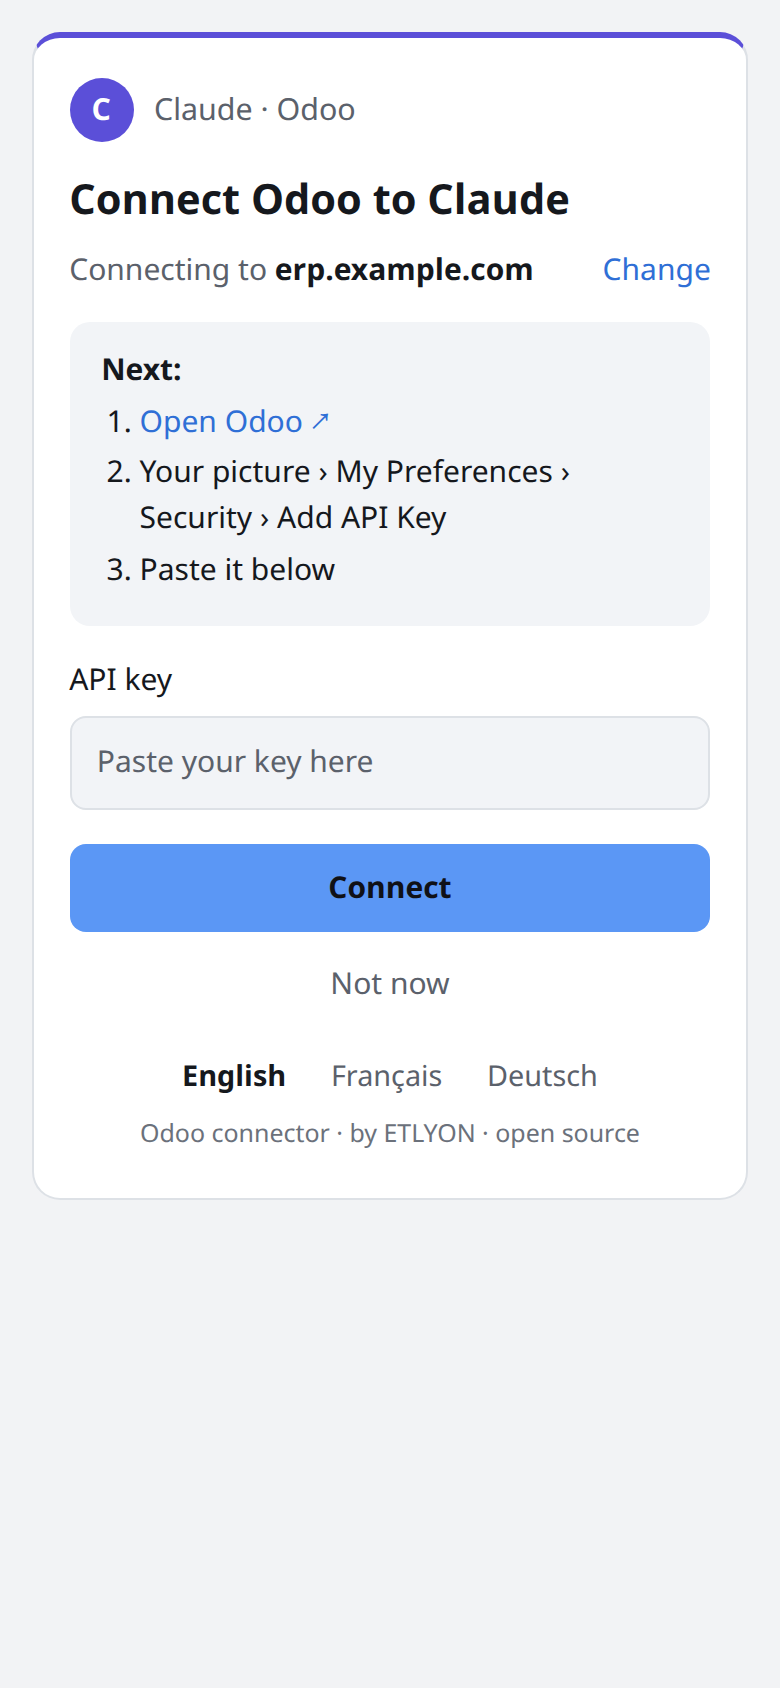 C
Claude · Odoo
Connect Odoo to Claude
Connecting to erp.example.com Change
Next:
1. Open Odoo ↗
2. Your picture › My Preferences ›
Security › Add API Key
3. Paste it below
API key
Paste your key here
Connect
Not now
English Français Deutsch
Odoo connector · by ETLYON · open source